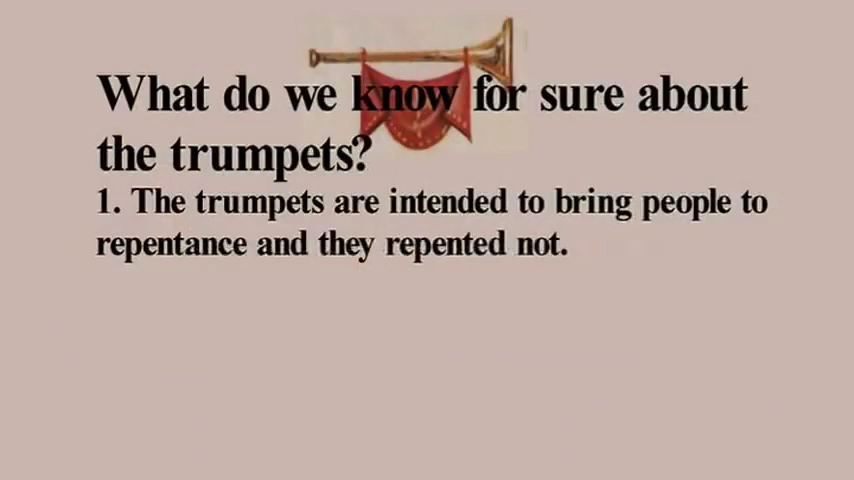 What do we know for sure about
the trumpets?
1. The trumpets are intended to bring people to
repentance and they repented not.